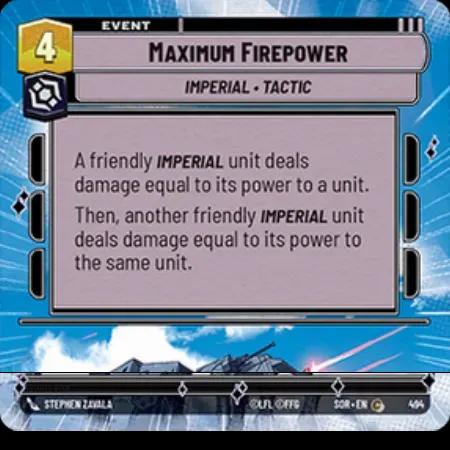 EVENT
4
MAXIMUM FIREPOWER
IMPERIAL • TACTIC
A friendly IMPERIAL unit deals
damage equal to its power to a unit.
Then, another friendly IMPERIAL unit
deals damage equal to its power to
the same unit.
STEPHEN ZAVALA ©LFL ©FFG SOR • EN 494